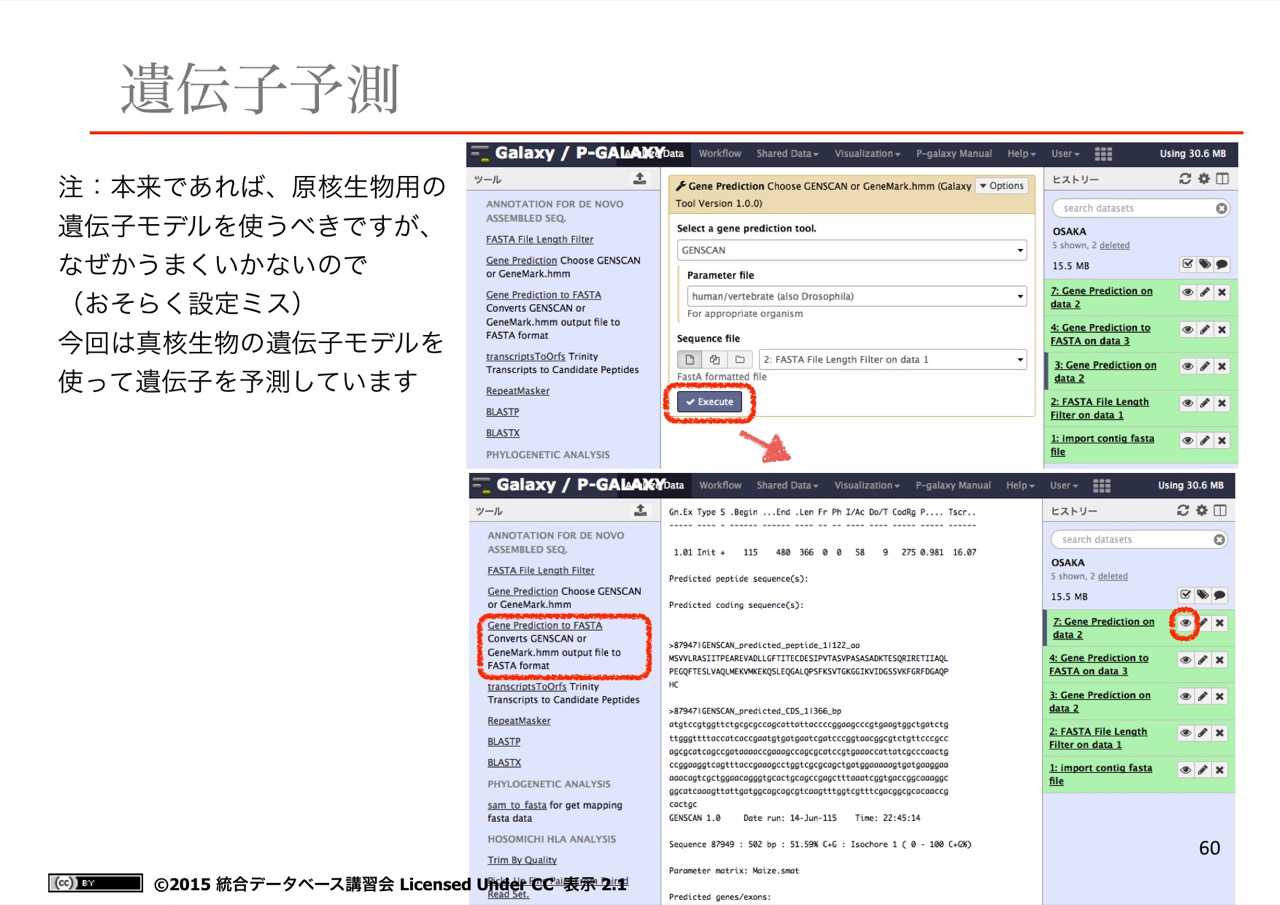 遺伝子予測
注：本来であれば、原核生物用の
遺伝子モデルを使うべきですが、
なぜかうまくいかないので
（おそらく設定ミス）
今回は真核生物の遺伝子モデルを
使って遺伝子を予測しています
Galaxy / P-GALAXY Data Workflow Shared Data Visualization P-galaxy Manual Help User Using 30.6 MB
ツール
ANNOTATION FOR DE NOVO
ASSEMBLED SEQ.
FASTA File Length Filter
Gene Prediction Choose GENSCAN
or GeneMark.hmm
Gene Prediction to FASTA
Converts GENSCAN or
GeneMark.hmm output file to
FASTA format
transcriptsToOrfs Trinity
Transcripts to Candidate Peptides
RepeatMasker
BLASTP
BLASTX
PHYLOGENETIC ANALYSIS
Gene Prediction Choose GENSCAN or GeneMark.hmm (Galaxy
Tool Version 1.0.0)
Options
Select a gene prediction tool.
GENSCAN
Parameter file
human/vertebrate (also Drosophila)
For appropriate organism
Sequence file
2: FASTA File Length Filter on data 1
FastA formatted file
Execute
ヒストリー
search datasets
OSAKA
5 shown, 2 deleted
15.5 MB
7: Gene Prediction on
data 2
4: Gene Prediction to
FASTA on data 3
3: Gene Prediction on
data 2
2: FASTA File Length
Filter on data 1
1: import contig fasta
file
Galaxy / P-GALAXY Data Workflow Shared Data Visualization P-galaxy Manual Help User Using 30.6 MB
ツール
ANNOTATION FOR DE NOVO
ASSEMBLED SEQ.
FASTA File Length Filter
Gene Prediction Choose GENSCAN
or GeneMark.hmm
Gene Prediction to FASTA
Converts GENSCAN or
GeneMark.hmm output file to
FASTA format
transcriptsToOrfs Trinity
Transcripts to Candidate Peptides
RepeatMasker
BLASTP
BLASTX
PHYLOGENETIC ANALYSIS
sam to fasta for get mapping
fasta data
HOSOMICHI HLA ANALYSIS
Trim By Quality
Read Set.
Gn.Ex Type S .Begin ...End .Len Fr Ph I/Ac Do/T CodRg P.... Tscr..
----- ---- - ------ ------ ---- -- -- ---- ---- ----- ----- ------
1.01 Init + 115 480 366 0 0 58 9 275 0.981 16.07
Predicted peptide sequence(s):
Predicted coding sequence(s):
>87947|GENSCAN_predicted_peptide_1|122_aa
MSVVLRASIITPEAREVADLLGFTITECDESIPVTASVPASASADKTESQRIRETIIAQL
PEGQFTESLVAQLMEKVMKEKQSLEQGALQPSFKSVTGKGGIKVIDGSSVKFGRFDGAQP
HC
>87947|GENSCAN_predicted_CDS_1|366_bp
atgtccgtggttctgcgcgccagcattattaccccggaagcccgtgaagtggctgatctg
ttgggttttaccatcaccgaatgtgatgaatcgatcccggtaacggcgtctgttcccgcc
agcgcatcagccgataaaaccgaaagccagcgcatccgtgaaaccattatcgcccaactg
ccggaaggtcagtttaccgaaagcctggtcgcgcagctgatggaaaaagtgatgaaggaa
aaacagtcgctggaacagggtgcactgcagccgagctttaaatcggtgaccggcaaaggc
ggcatcaaagttattgatggcagcagcgtcaagtttggtcgtttcgacggcgcacaaccg
cactgc
GENSCAN 1.0 Date run: 14-Jun-115 Time: 22:45:14
Sequence 87949 : 502 bp : 51.59% C+G : Isochore 1 ( 0 - 100 C+G%)
Parameter matrix: Maize.smat
Predicted genes/exons:
ヒストリー
search datasets
OSAKA
5 shown, 2 deleted
15.5 MB
7: Gene Prediction on
data 2
4: Gene Prediction to
FASTA on data 3
3: Gene Prediction on
data 2
2: FASTA File Length
Filter on data 1
1: import contig fasta
file
60
cc BY ©2015 統合データベース講習会 Licensed Under CC 表示 2.1